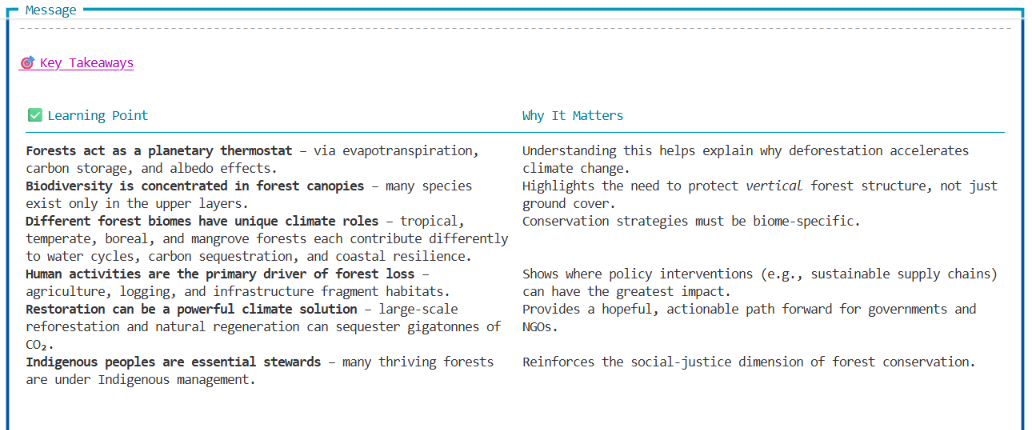 Message
🎯 Key Takeaways
✅ Learning Point Why It Matters
Forests act as a planetary thermostat – via evapotranspiration, Understanding this helps explain why deforestation accelerates
carbon storage, and albedo effects. climate change.
Biodiversity is concentrated in forest canopies – many species Highlights the need to protect vertical forest structure, not just
exist only in the upper layers. ground cover.
Different forest biomes have unique climate roles – tropical, Conservation strategies must be biome-specific.
temperate, boreal, and mangrove forests each contribute differently
to water cycles, carbon sequestration, and coastal resilience.
Human activities are the primary driver of forest loss – Shows where policy interventions (e.g., sustainable supply chains)
agriculture, logging, and infrastructure fragment habitats. can have the greatest impact.
Restoration can be a powerful climate solution – large-scale Provides a hopeful, actionable path forward for governments and
reforestation and natural regeneration can sequester gigatonnes of NGOs.
CO₂.
Indigenous peoples are essential stewards – many thriving forests Reinforces the social-justice dimension of forest conservation.
are under Indigenous management.